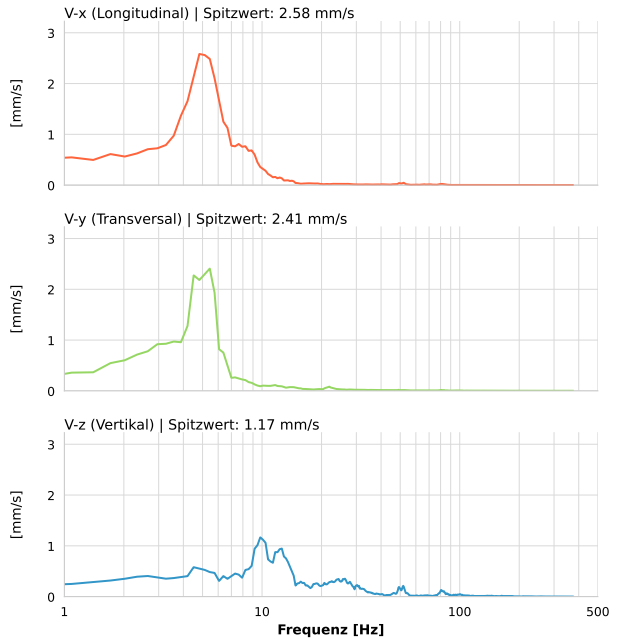 V-x (Longitudinal) | Spitzwert: 2.58 mm/s
3
2
1
0
[mm/s]
V-y (Transversal) | Spitzwert: 2.41 mm/s
3
2
1
0
[mm/s]
V-z (Vertikal) | Spitzwert: 1.17 mm/s
3
2
1
0
[mm/s]
1 10 100 500
Frequenz [Hz]